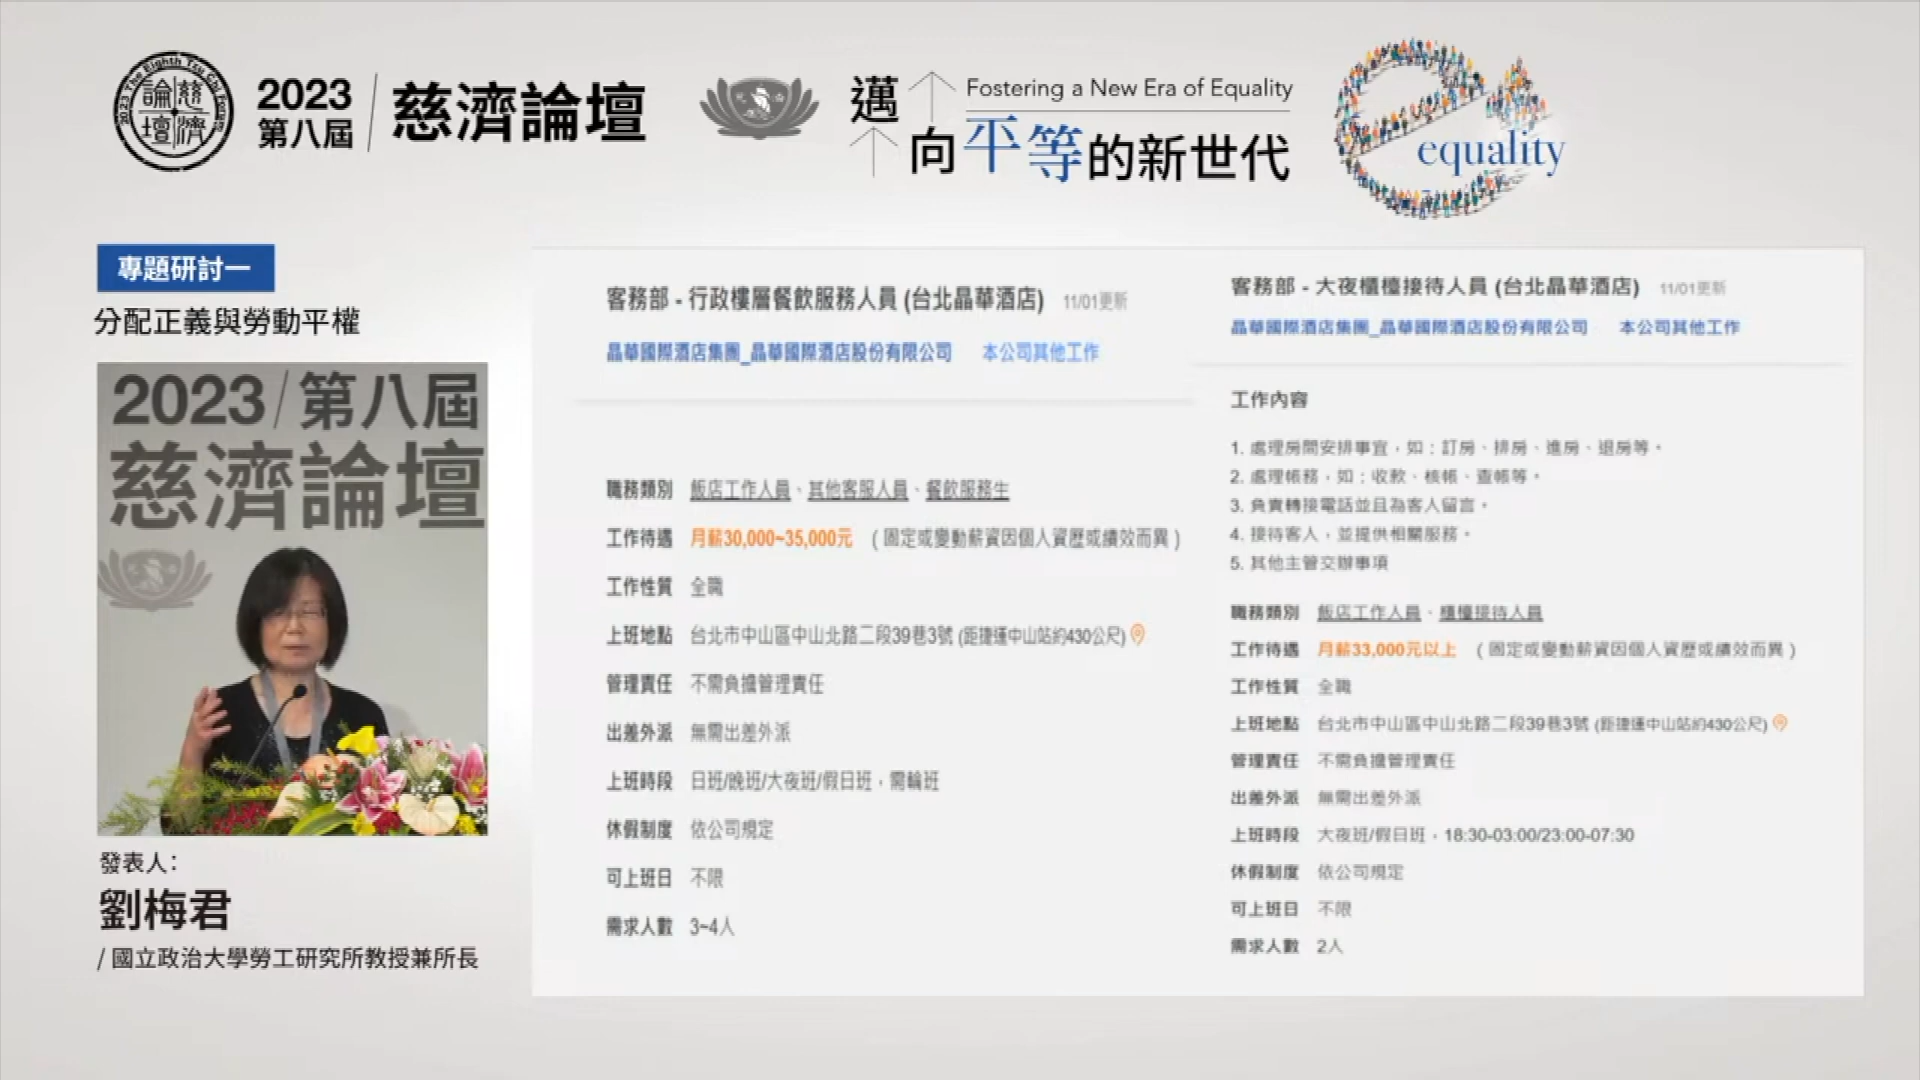 2023 The Eighth Tzu Chi Forum
慈濟論壇
2023
第八屆
慈濟論壇
邁向平等的新世代
Fostering a New Era of Equality
equality
專題研討一
分配正義與勞動平權
2023/第八屆
慈濟論壇
發表人:
劉梅君
/ 國立政治大學勞工研究所教授兼所長
客務部 - 行政樓層餐飲服務人員 (台北晶華酒店) 11/01更新
晶華國際酒店集團_晶華國際酒店股份有限公司 本公司其他工作
職務類別 飯店工作人員、其他客服人員、餐飲服務生
工作待遇 月薪30,000~35,000元 ( 固定或變動薪資因個人資歷或績效而異 )
工作性質 全職
上班地點 台北市中山區中山北路二段39巷3號 (距捷運中山站約430公尺)
管理責任 不需負擔管理責任
出差外派 無需出差外派
上班時段 日班/晚班/大夜班/假日班，需輪班
休假制度 依公司規定
可上班日 不限
需求人數 3~4人
客務部 - 大夜櫃檯接待人員 (台北晶華酒店) 11/01更新
晶華國際酒店集團_晶華國際酒店股份有限公司 本公司其他工作
工作內容
1. 處理房間安排事宜，如：訂房、排房、進房、退房等。
2. 處理帳務，如：收款、核帳、查帳等。
3. 負責轉接電話並且為客人留言。
4. 接待客人，並提供相關服務。
5. 其他主管交辦事項
職務類別 飯店工作人員、櫃檯接待人員
工作待遇 月薪33,000元以上 ( 固定或變動薪資因個人資歷或績效而異 )
工作性質 全職
上班地點 台北市中山區中山北路二段39巷3號 (距捷運中山站約430公尺)
管理責任 不需負擔管理責任
出差外派 無需出差外派
上班時段 大夜班/假日班，18:30-03:00/23:00-07:30
休假制度 依公司規定
可上班日 不限
需求人數 2人